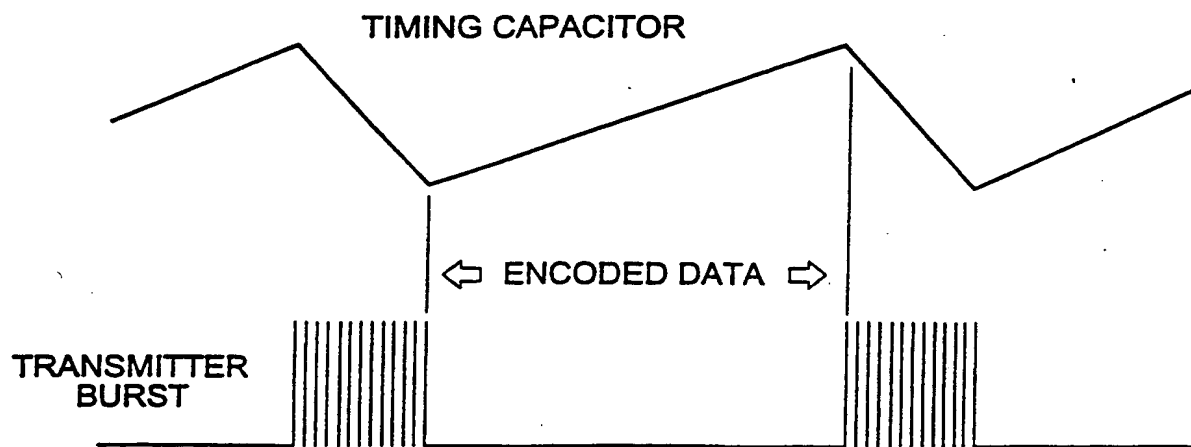 TIMING CAPACITOR
ENCODED DATA
TRANSMITTER
BURST